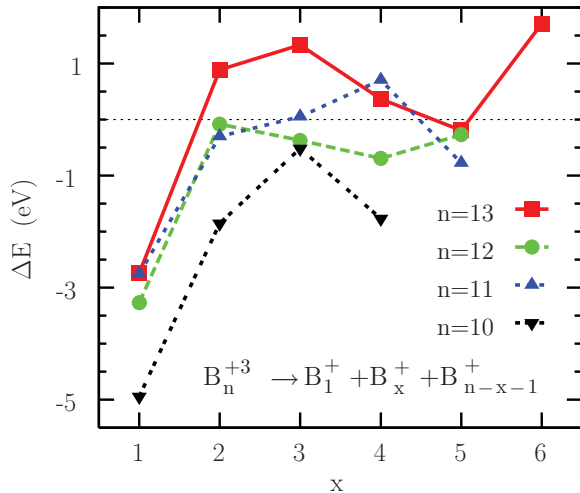 1
-1
-3
-5
ΔE (eV)
n=13
n=12
n=11
n=10
B_n^{+3} → B_1^+ + B_x^+ + B_{n-x-1}^+
1 2 3 4 5 6
x